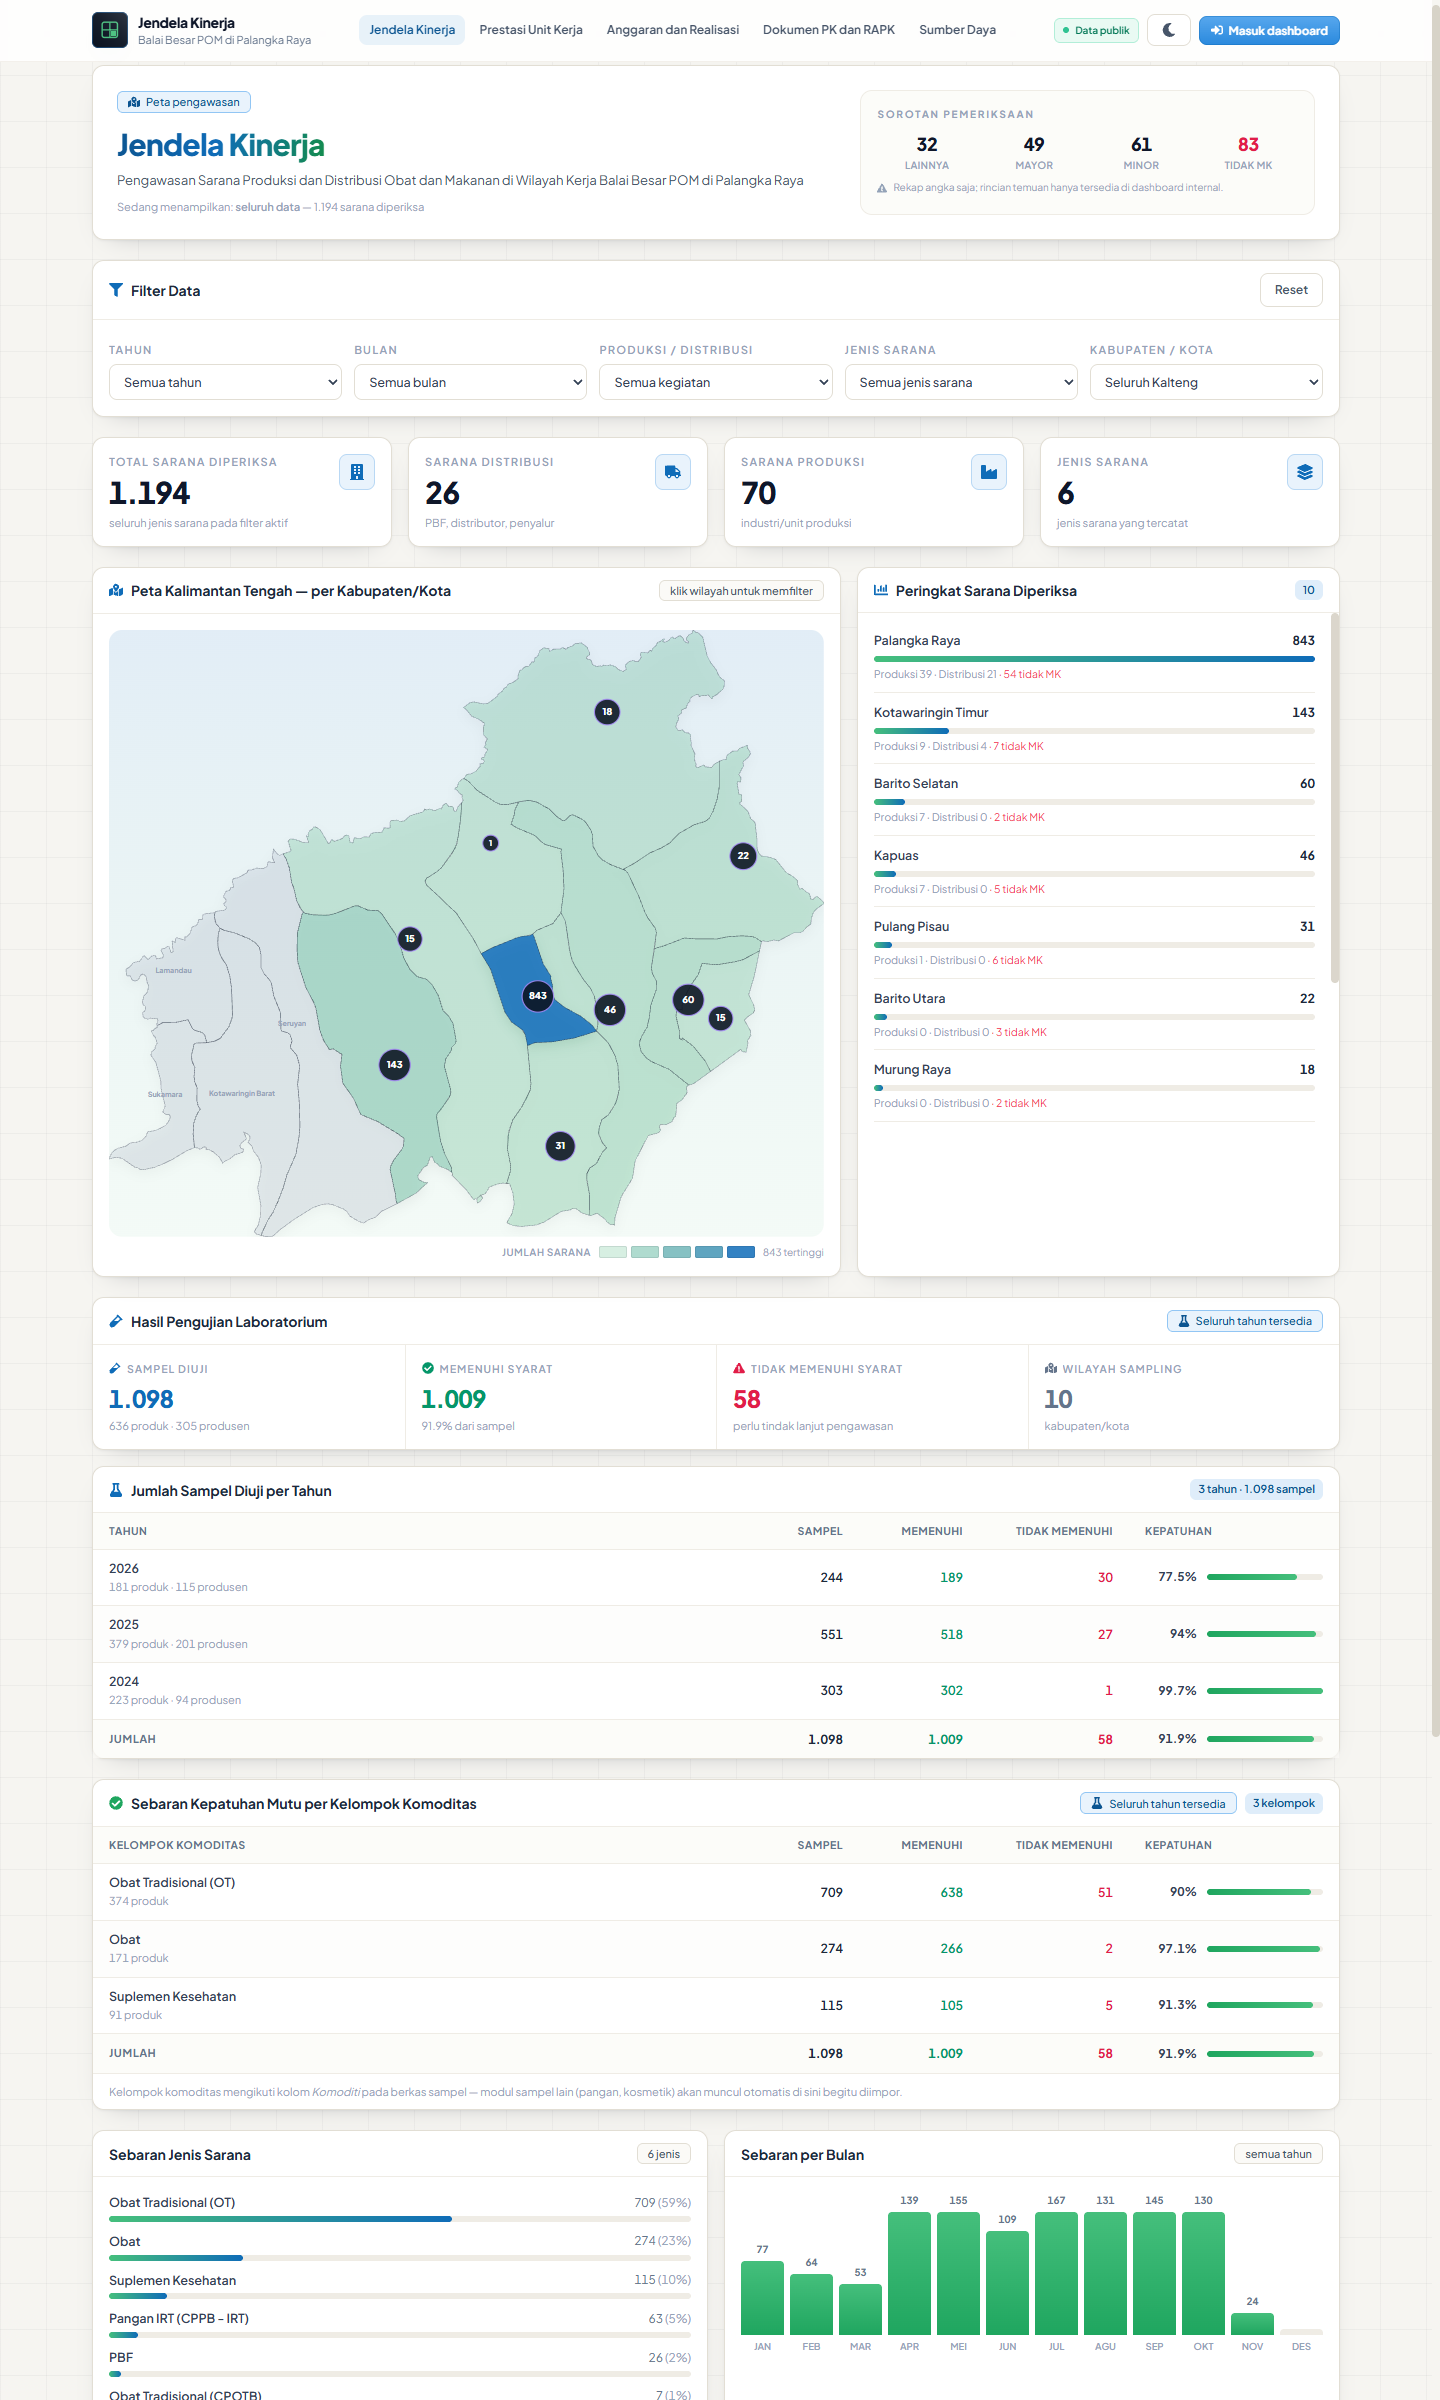 Jendela Kinerja
Balai Besar POM di Palangka Raya
Jendela Kinerja
Prestasi Unit Kerja
Anggaran dan Realisasi
Dokumen PK dan RAPK
Sumber Daya
Data publik
Masuk dashboard
Peta pengawasan
Jendela Kinerja
Pengawasan Sarana Produksi dan Distribusi Obat dan Makanan di Wilayah Kerja Balai Besar POM di Palangka Raya
Sedang menampilkan: seluruh data — 1.194 sarana diperiksa
SOROTAN PEMERIKSAAN
32 49 61 83
LAINNYA MAYOR MINOR TIDAK MK
Rekap angka saja; rincian temuan hanya tersedia di dashboard internal.
Filter Data
Reset
TAHUN BULAN PRODUKSI / DISTRIBUSI JENIS SARANA KABUPATEN / KOTA
Semua tahun Semua bulan Semua kegiatan Semua jenis sarana Seluruh Kalteng
TOTAL SARANA DIPERIKSA
1.194
seluruh jenis sarana pada filter aktif
SARANA DISTRIBUSI
26
PBF, distributor, penyalur
SARANA PRODUKSI
70
industri/unit produksi
JENIS SARANA
6
jenis sarana yang tercatat
Peta Kalimantan Tengah — per Kabupaten/Kota
klik wilayah untuk memfilter
18
1
22
15
Lamandau
843
60
46
15
Seruyan
143
Sukamara
Kotawaringin Barat
31
JUMLAH SARANA
843 tertinggi
Peringkat Sarana Diperiksa
10
Palangka Raya 843
Produksi 39 · Distribusi 21 · 54 tidak MK
Kotawaringin Timur 143
Produksi 9 · Distribusi 4 · 7 tidak MK
Barito Selatan 60
Produksi 7 · Distribusi 0 · 2 tidak MK
Kapuas 46
Produksi 7 · Distribusi 0 · 5 tidak MK
Pulang Pisau 31
Produksi 1 · Distribusi 0 · 6 tidak MK
Barito Utara 22
Produksi 0 · Distribusi 0 · 3 tidak MK
Murung Raya 18
Produksi 0 · Distribusi 0 · 2 tidak MK
Hasil Pengujian Laboratorium
Seluruh tahun tersedia
SAMPEL DIUJI
1.098
636 produk · 305 produsen
MEMENUHI SYARAT
1.009
91.9% dari sampel
TIDAK MEMENUHI SYARAT
58
perlu tindak lanjut pengawasan
WILAYAH SAMPLING
10
kabupaten/kota
Jumlah Sampel Diuji per Tahun
3 tahun · 1.098 sampel
TAHUN SAMPEL MEMENUHI TIDAK MEMENUHI KEPATUHAN
2026 244 189 30 77.5%
181 produk · 115 produsen
2025 551 518 27 94%
379 produk · 201 produsen
2024 303 302 1 99.7%
223 produk · 94 produsen
JUMLAH 1.098 1.009 58 91.9%
Sebaran Kepatuhan Mutu per Kelompok Komoditas
Seluruh tahun tersedia
3 kelompok
KELOMPOK KOMODITAS SAMPEL MEMENUHI TIDAK MEMENUHI KEPATUHAN
Obat Tradisional (OT) 709 638 51 90%
374 produk
Obat 274 266 2 97.1%
171 produk
Suplemen Kesehatan 115 105 5 91.3%
91 produk
JUMLAH 1.098 1.009 58 91.9%
Kelompok komoditas mengikuti kolom Komoditi pada berkas sampel — modul sampel lain (pangan, kosmetik) akan muncul otomatis di sini begitu diimpor.
Sebaran Jenis Sarana
6 jenis
Obat Tradisional (OT) 709 (59%)
Obat 274 (23%)
Suplemen Kesehatan 115 (10%)
Pangan IRT (CPPB - IRT) 63 (5%)
PBF 26 (2%)
Obat Tradisional (CPOTB) 7 (1%)
Sebaran per Bulan
semua tahun
77 64 53 139 155 109 167 131 145 130 24
JAN FEB MAR APR MEI JUN JUL AGU SEP OKT NOV DES